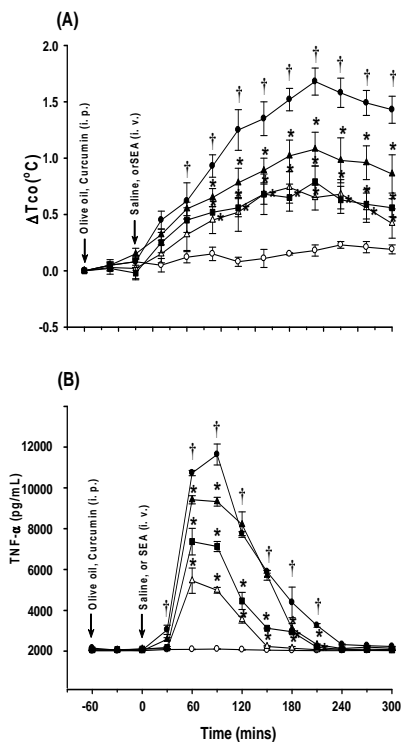 (A)
2.0
1.5
1.0
0.5
0.0
-0.5
ΔTco (°C)
Olive oil, Curcumin (i. p.)
Saline, orSEA (i. v.)
† † † † † † † † †
* * * * * * * *
* * * * * * * *
* * * * * * *
(B)
12000
10000
8000
6000
4000
2000
TNF-α (pg/mL)
Olive oil, Curcumin (i. p.)
Saline, or SEA (i. v.)
† † † † † † †
* *
* * * * * *
* * * * * *
-60 0 60 120 180 240 300
Time (mins)